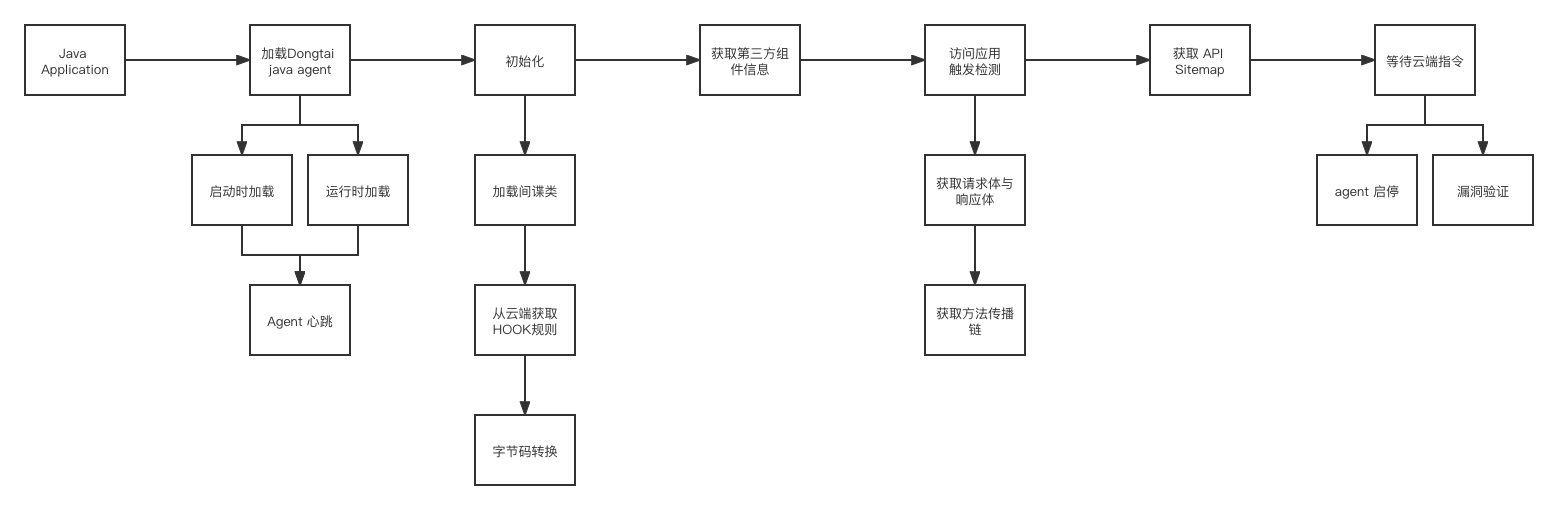 Java
Application
加载Dongtai
java agent
初始化
获取第三方组
件信息
访问应用
触发检测
获取 API
Sitemap
等待云端指令
启动时加载
运行时加载
加载间谍类
获取请求体与
响应体
agent 启停
漏洞验证
Agent 心跳
从云端获取
HOOK规则
获取方法传播
链
字节码转换